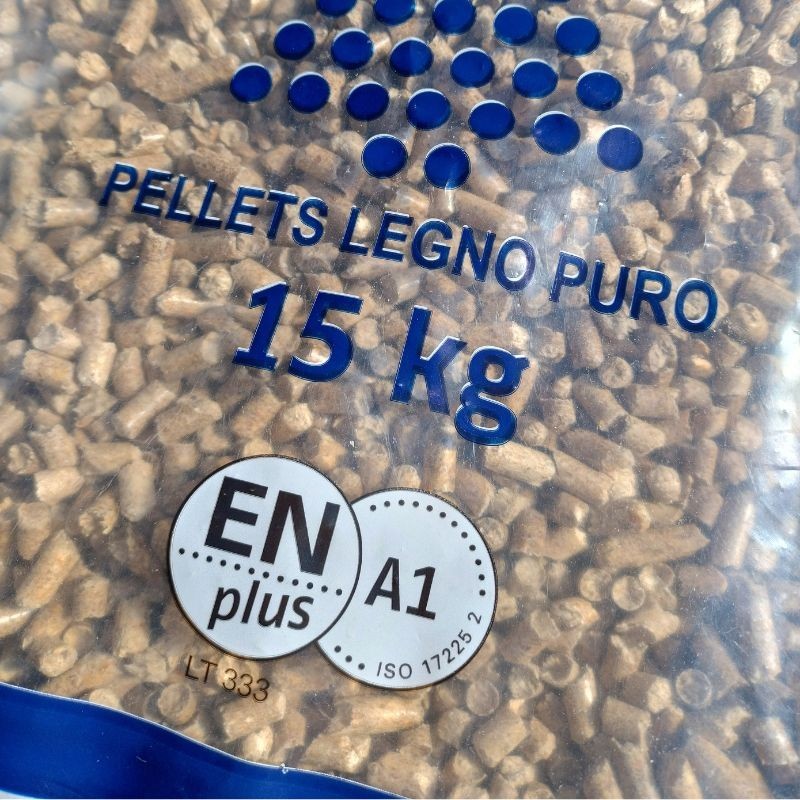 PELLETS LEGNO PURO
15 kg
EN
plus
A1
ISO 17225 2
LT 333